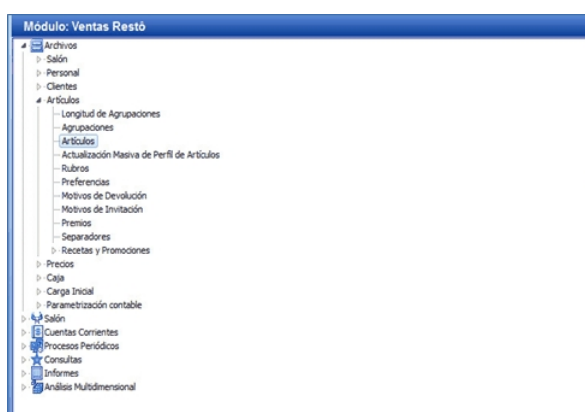 Módulo: Ventas Restô
Archivos
Salón
Personal
Clientes
Artículos
Longitud de Agrupaciones
Agrupaciones
Artículos
Actualización Masiva de Perfil de Artículos
Rubros
Preferencias
Motivos de Devolución
Motivos de Invitación
Premios
Separadores
Recetas y Promociones
Precios
Caja
Carga Inicial
Parametrización contable
Salón
Cuentas Corrientes
Procesos Periódicos
Consultas
Informes
Análisis Multidimensional